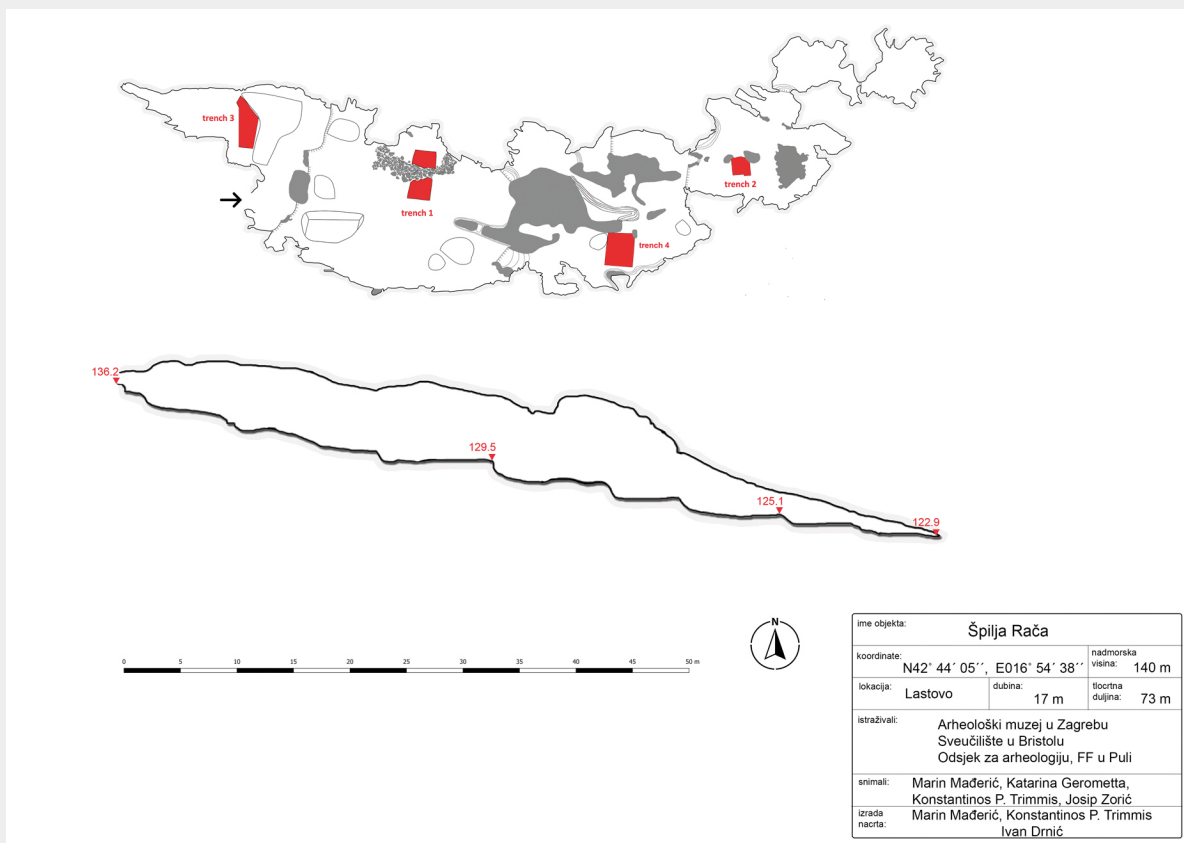 trench 3
trench 1
trench 2
trench 4
136.2
129.5
125.1
122.9
0 5 10 15 20 25 30 35 40 45 50 m
N
ime objekta: Špilja Rača
koordinate: N42° 44´ 05´´, E016° 54´ 38´´
nadmorska
visina: 140 m
lokacija: Lastovo
dubina: 17 m
tlocrtna
duljina: 73 m
istraživali: Arheološki muzej u Zagrebu
Sveučilište u Bristolu
Odsjek za arheologiju, FF u Puli
snimali: Marin Mađerić, Katarina Gerometta,
Konstantinos P. Trimmis, Josip Zorić
izrada
nacrta: Marin Mađerić, Konstantinos P. Trimmis
Ivan Drnić